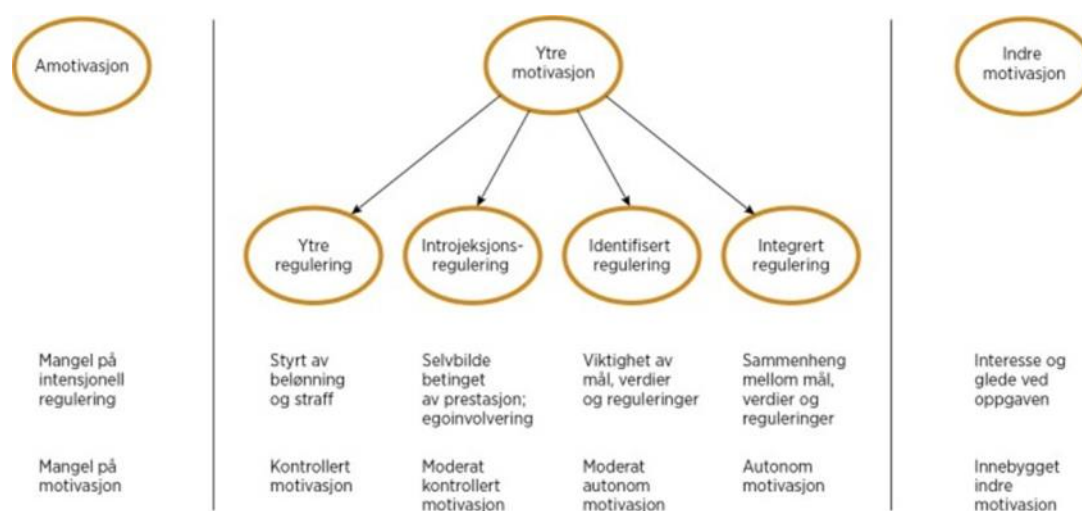 Amotivasjon
Ytre
motivasjon
Indre
motivasjon
Ytre
regulering
Introjeksjons-
regulering
Identifisert
regulering
Integrert
regulering
Mangel på
intensjonell
regulering
Styrt av
belønning
og straff
Selvbilde
betinget
av prestasjon;
egoinvolvering
Viktighet av
mål, verdier
og reguleringer
Sammenheng
mellom mål,
verdier og
reguleringer
Interesse og
glede ved
oppgaven
Mangel på
motivasjon
Kontrollert
motivasjon
Moderat
kontrollert
motivasjon
Moderat
autonom
motivasjon
Autonom
motivasjon
Innebygget
indre
motivasjon